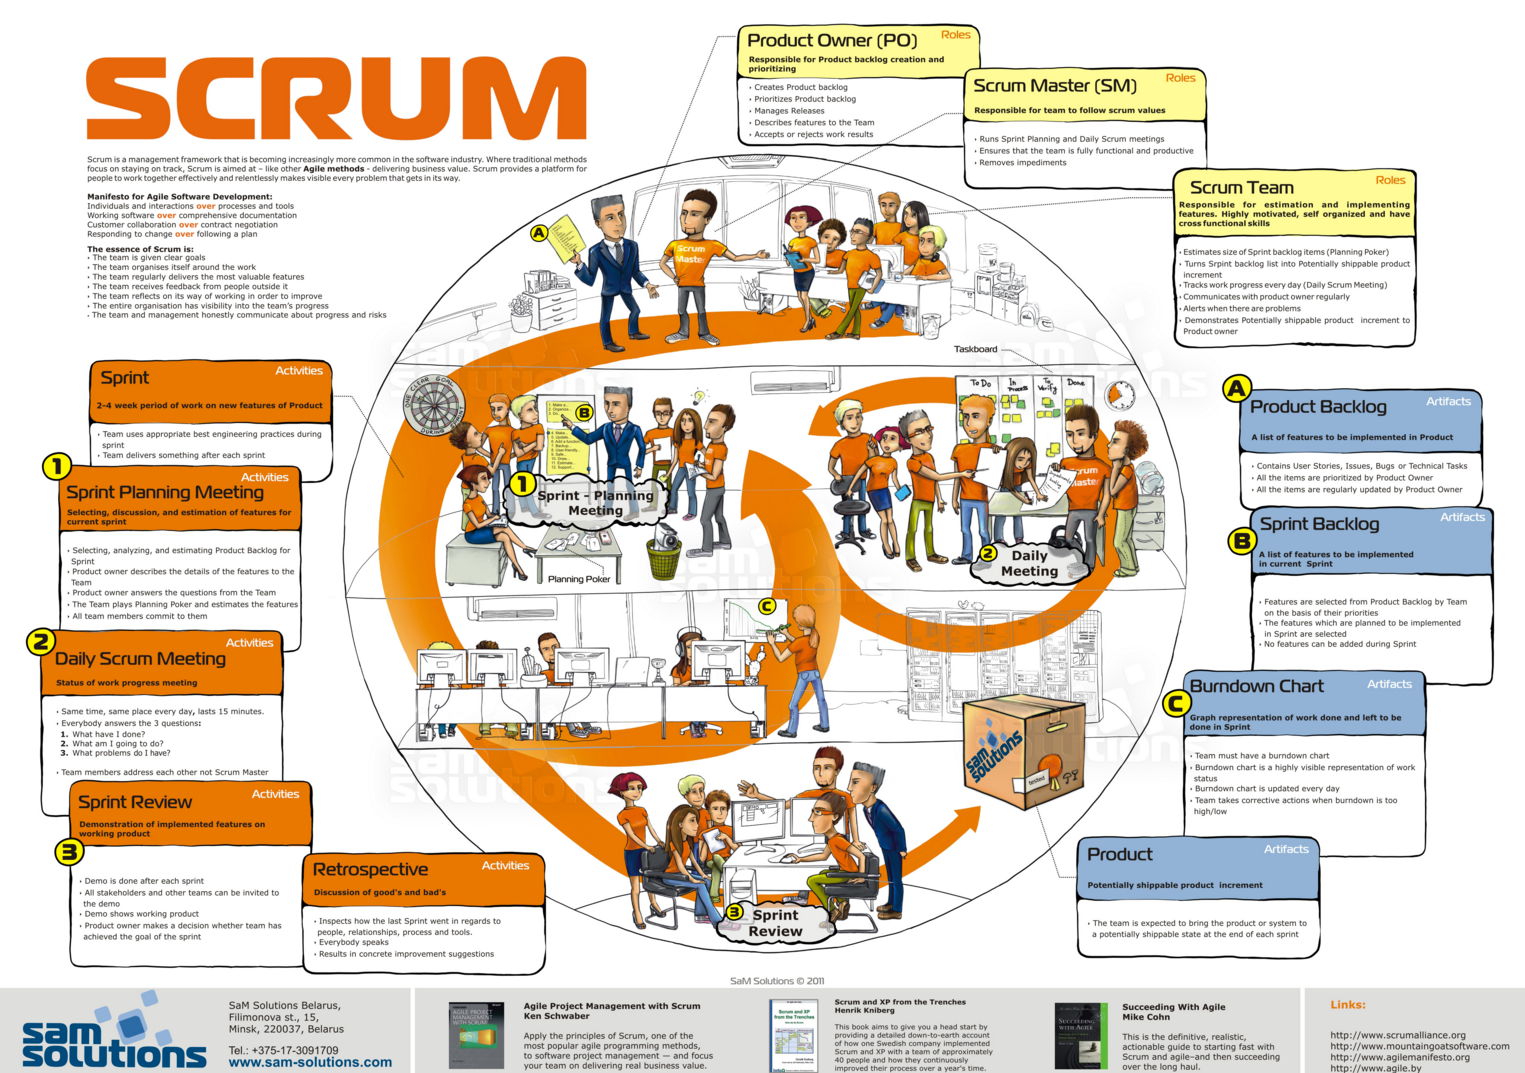 SCRUM
Scrum is a management framework that is becoming increasingly more common in the software industry. Where traditional methods
focus on staying on track, Scrum is aimed at – like other Agile methods - delivering business value. Scrum provides a platform for
people to work together effectively and relentlessly makes visible every problem that gets in its way.
Manifesto for Agile Software Development:
Individuals and interactions over processes and tools
Working software over comprehensive documentation
Customer collaboration over contract negotiation
Responding to change over following a plan
The essence of Scrum is:
The team is given clear goals
The team organises itself around the work
The team regularly delivers the most valuable features
The team receives feedback from people outside it
The team reflects on its way of working in order to improve
The entire organisation has visibility into the team's progress
The team and management honestly communicate about progress and risks
Product Owner (PO)
Roles
Responsible for Product backlog creation and
prioritizing
Creates Product backlog
Prioritizes Product backlog
Manages Releases
Describes features to the Team
Accepts or rejects work results
Scrum Master (SM)
Roles
Responsible for team to follow scrum values
Runs Sprint Planning and Daily Scrum meetings
Ensures that the team is fully functional and productive
Removes impediments
Scrum Team
Roles
Responsible for estimation and implementing
features. Highly motivated, self organized and have
cross functional skills
Estimates size of Sprint backlog items (Planning Poker)
Turns Srpint backlog list into Potentially shippable product
increment
Tracks work progress every day (Daily Scrum Meeting)
Communicates with product owner regularly
Alerts when there are problems
Demonstrates Potentially shippable product increment to
Product owner
A
Scrum
Master
Taskboard
Sprint
Activities
2-4 week period of work on new features of Product
Team uses appropriate best engineering practices during
sprint
Team delivers something after each sprint
1
Sprint Planning Meeting
Activities
Selecting, discussion, and estimation of features for
current sprint
Selecting, analyzing, and estimating Product Backlog for
Sprint
Product owner describes the details of the features to the
Team
Product owner answers the questions from the Team
The Team plays Planning Poker and estimates the features
All team members commit to them
2
Daily Scrum Meeting
Activities
Status of work progress meeting
Same time, same place every day, lasts 15 minutes.
Everybody answers the 3 questions:
1. What have I done?
2. What am I going to do?
3. What problems do I have?
Team members address each other not Scrum Master
Sprint Review
Activities
Demonstration of implemented features on
working product
3
Demo is done after each sprint
All stakeholders and other teams can be invited to
the demo
Demo shows working product
Product owner makes a decision whether team has
achieved the goal of the sprint
Retrospective
Activities
Discussion of good's and bad's
Inspects how the last Sprint went in regards to
people, relationships, process and tools.
Everybody speaks
Results in concrete improvement suggestions
ONE CLEAR GOAL
DURING SPRINT
B
1
Sprint - Planning
Meeting
Planning Poker
To Do
In
Process
To
Verify
Done
Scrum
Master
2
Daily
Meeting
C
sam
solutions
tested
3
Sprint
Review
A
Product Backlog
Artifacts
A list of features to be implemented in Product
Contains User Stories, Issues, Bugs or Technical Tasks
All the items are prioritized by Product Owner
All the items are regularly updated by Product Owner
B
Sprint Backlog
Artifacts
A list of features to be implemented
in current Sprint
Features are selected from Product Backlog by Team
on the basis of their priorities
The features which are planned to be implemented
in Sprint are selected
No features can be added during Sprint
C
Burndown Chart
Artifacts
Graph representation of work done and left to be
done in Sprint
Team must have a burndown chart
Burndown chart is a highly visible representation of work
status
Burndown chart is updated every day
Team takes corrective actions when burndown is too
high/low
Product
Artifacts
Potentially shippable product increment
The team is expected to bring the product or system to
a potentially shippable state at the end of each sprint
SaM Solutions © 2011
sam
solutions
SaM Solutions Belarus,
Filimonova st., 15,
Minsk, 220037, Belarus
Tel.: +375-17-3091709
www.sam-solutions.com
Agile Project Management with Scrum
Ken Schwaber
Apply the principles of Scrum, one of the
most popular agile programming methods,
to software project management — and focus
your team on delivering real business value.
Scrum and XP
from the Trenches
Scrum and XP from the Trenches
Henrik Kniberg
This book aims to give you a head start by
providing a detailed down-to-earth account
of how one Swedish company implemented
Scrum and XP with a team of approximately
40 people and how they continuously
improved their process over a year's time.
SUCCEEDING
WITH AGILE
Succeeding With Agile
Mike Cohn
This is the definitive, realistic,
actionable guide to starting fast with
Scrum and agile–and then succeeding
over the long haul.
Links:
http://www.scrumalliance.org
http://www.mountaingoatsoftware.com
http://www.agilemanifesto.org
http://www.agile.by